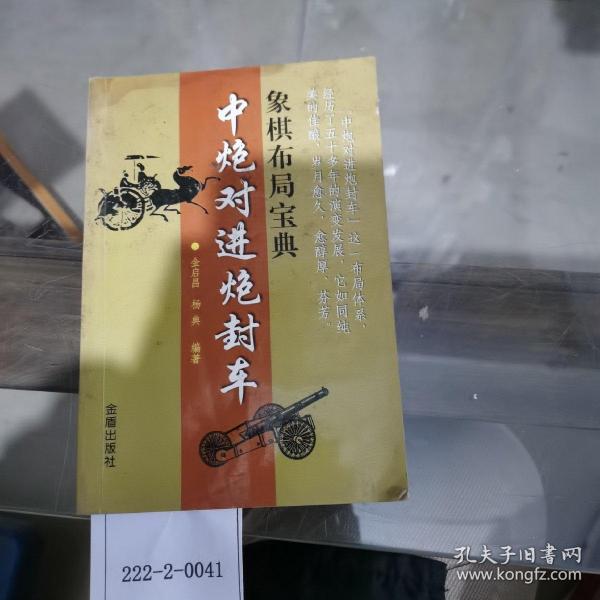 象棋布局宝典
中炮对进炮封车
●金启昌 杨典 编著
中炮对进炮封车——这一布局体系，
经历了五十多年的演变发展，它如同纯
美的佳酿，岁月愈久，愈醇厚、芬芳。
金盾出版社
222-2-0041
孔夫子旧书网
www.kongfz.com